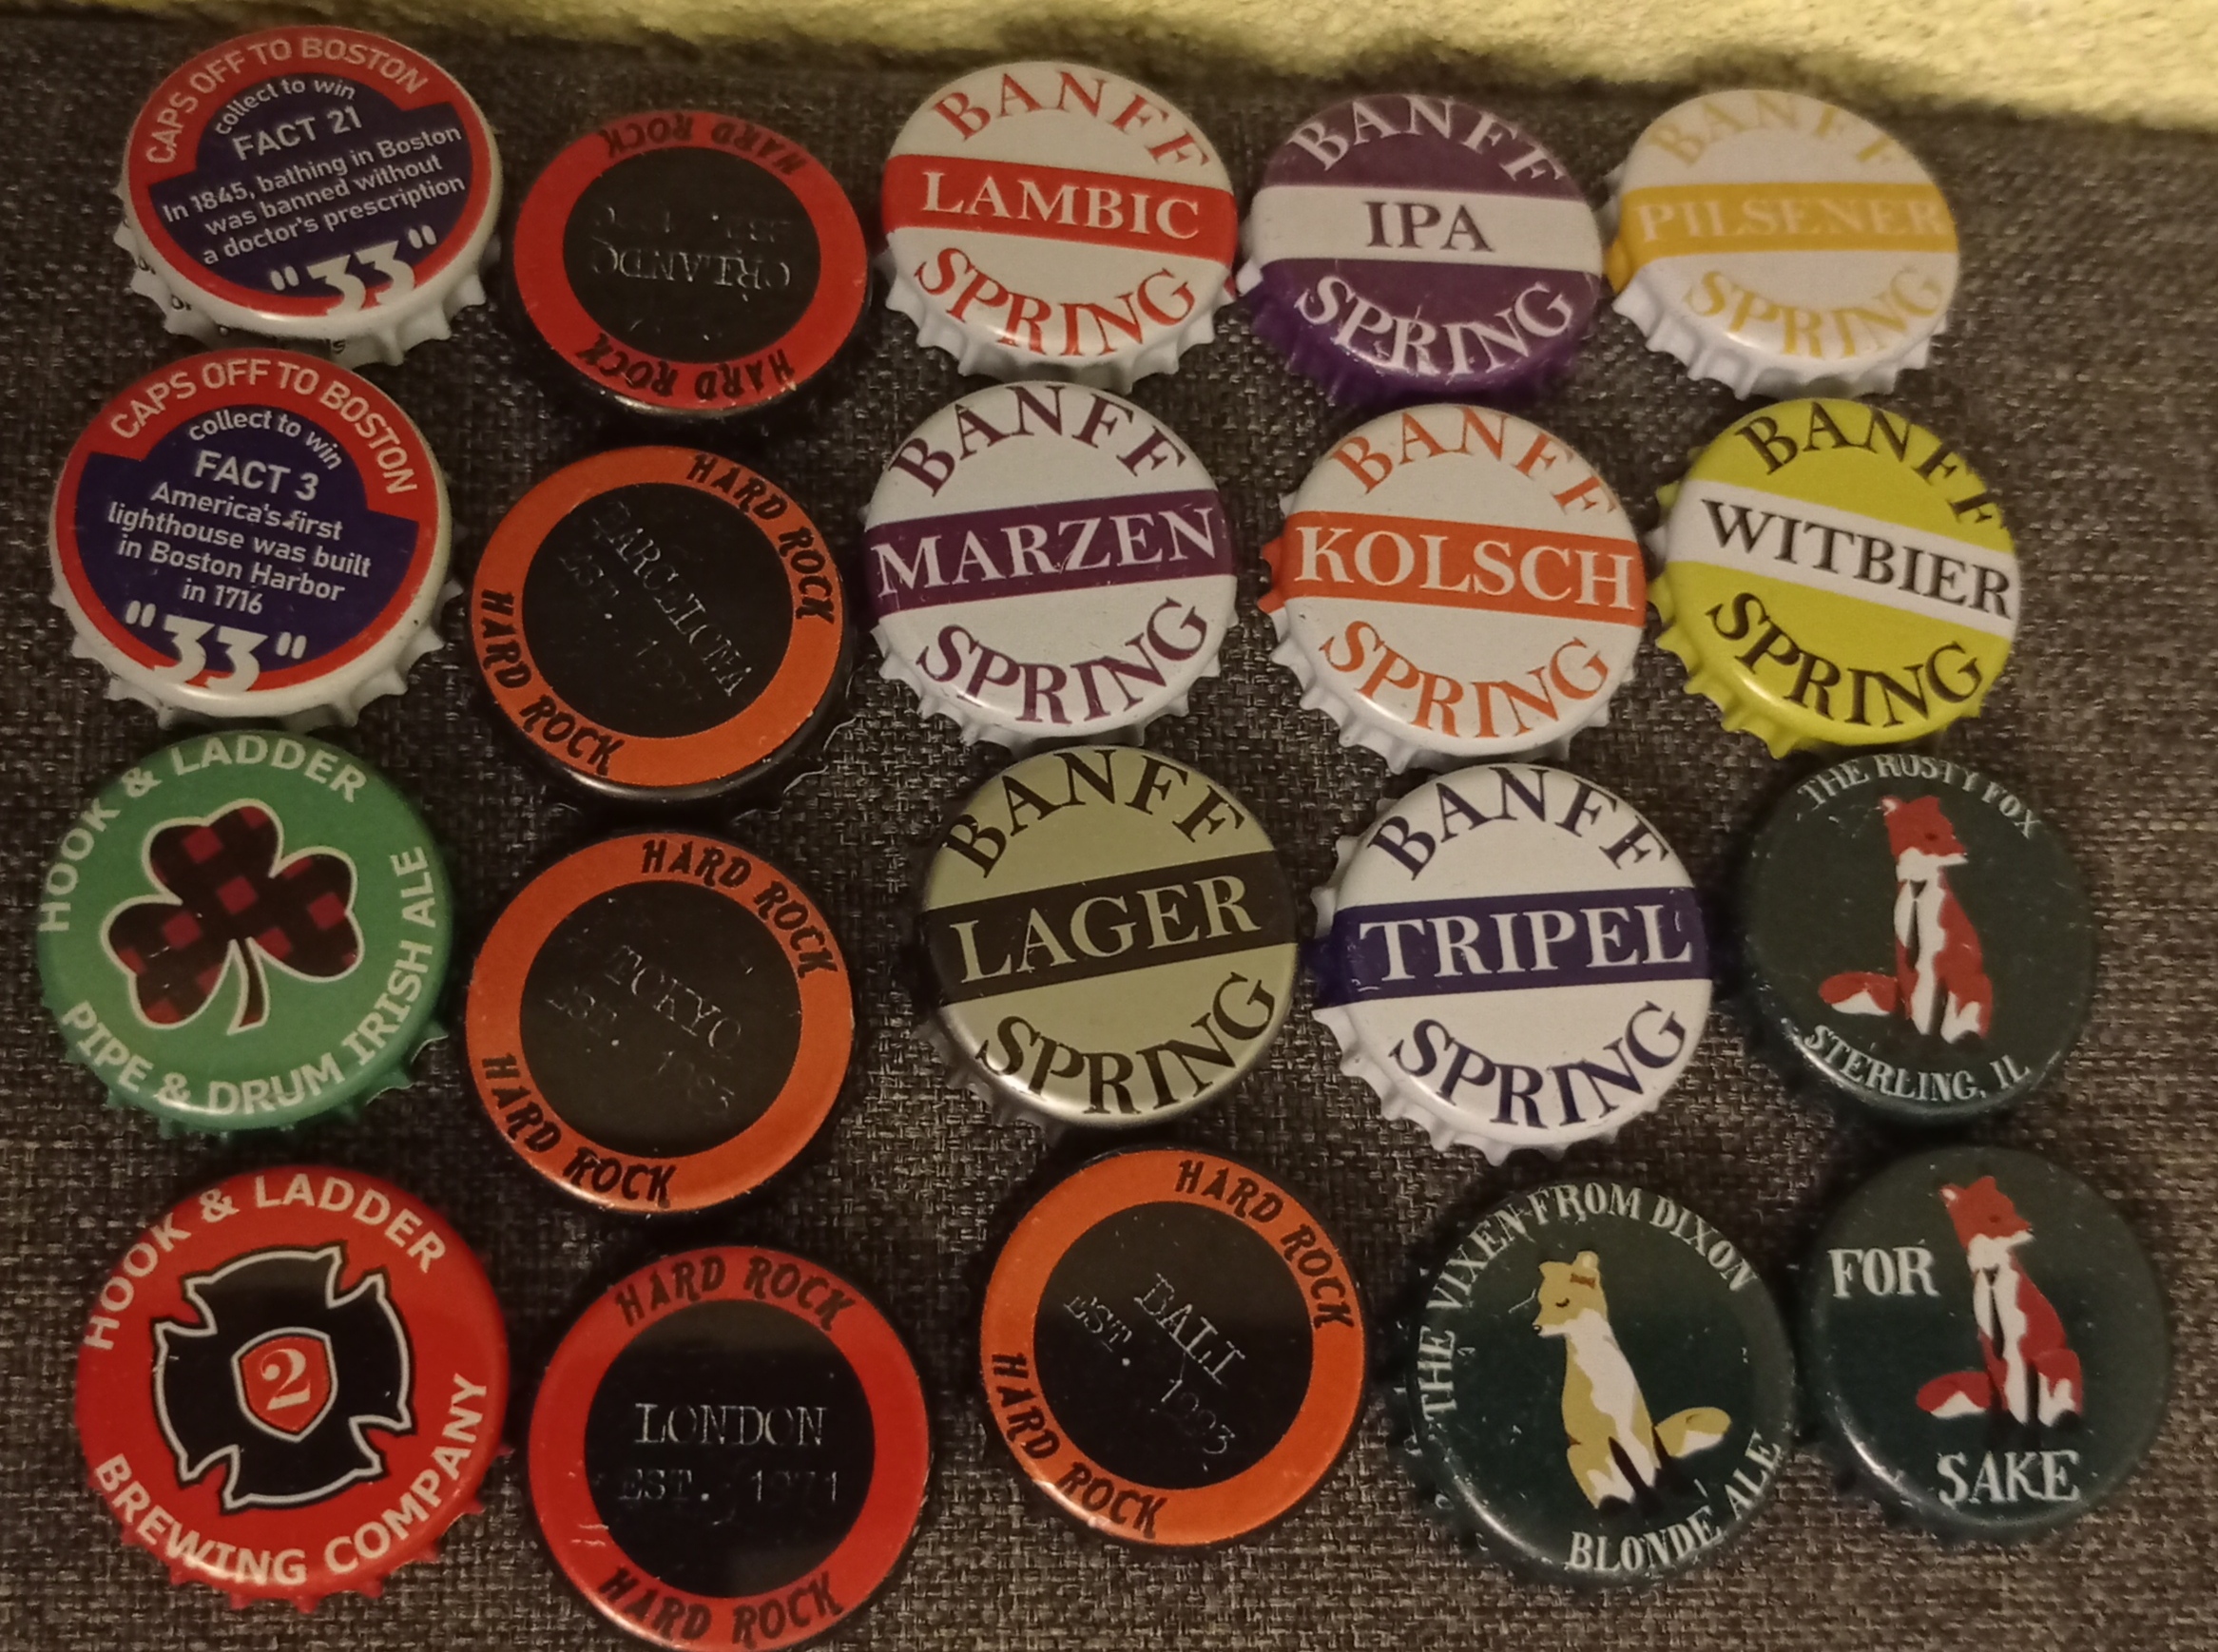 CAPS OFF TO BOSTON
collect to win
FACT 21
In 1845, bathing in Boston
was banned without
a doctor's prescription
"33"
HARD ROCK
ORLANDO
HARD ROCK
BANFF
LAMBIC
SPRING
BANFF
IPA
SPRING
BANFF
PILSENER
SPRING
CAPS OFF TO BOSTON
collect to win
FACT 3
America's first
lighthouse was built
in Boston Harbor
in 1716
"33"
HARD ROCK
EST.
HARD ROCK
BANFF
MARZEN
SPRING
BANFF
KOLSCH
SPRING
BANFF
WITBIER
SPRING
HOOK & LADDER
PIPE & DRUM IRISH ALE
HARD ROCK
TOKYO
EST.
HARD ROCK
BANFF
LAGER
SPRING
BANFF
TRIPEL
SPRING
THE RUSTY FOX
STERLING, IL
HOOK & LADDER
2
BREWING COMPANY
HARD ROCK
LONDON
EST. 1971
HARD ROCK
HARD ROCK
BALI
EST. 1993
HARD ROCK
THE VIXEN FROM DIXON
BLONDE ALE
FOR
SAKE